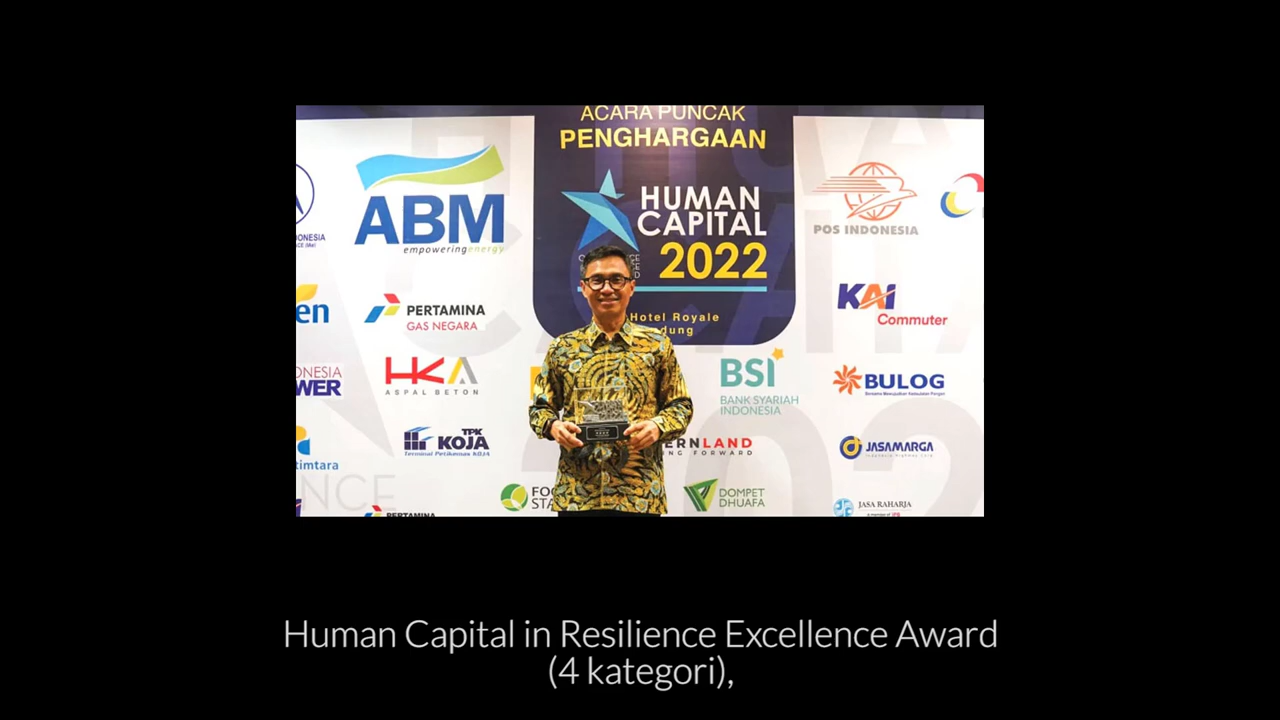 ACARA PUNCAK
PENGHARGAAN
HUMAN
CAPITAL
2022
Hotel Royale
ABM
empoweringenergy
POS INDONESIA
PERTAMINA
GAS NEGARA
KAI
Commuter
HKA
ASPAL BETON
BSI
BANK SYARIAH
INDONESIA
BULOG
TPK
KOJA
Terminal Petikemas KOJA
JASAMARGA
DOMPET
DHUAFA
JASA RAHARJA
PERTAMINA
Human Capital in Resilience Excellence Award
(4 kategori),